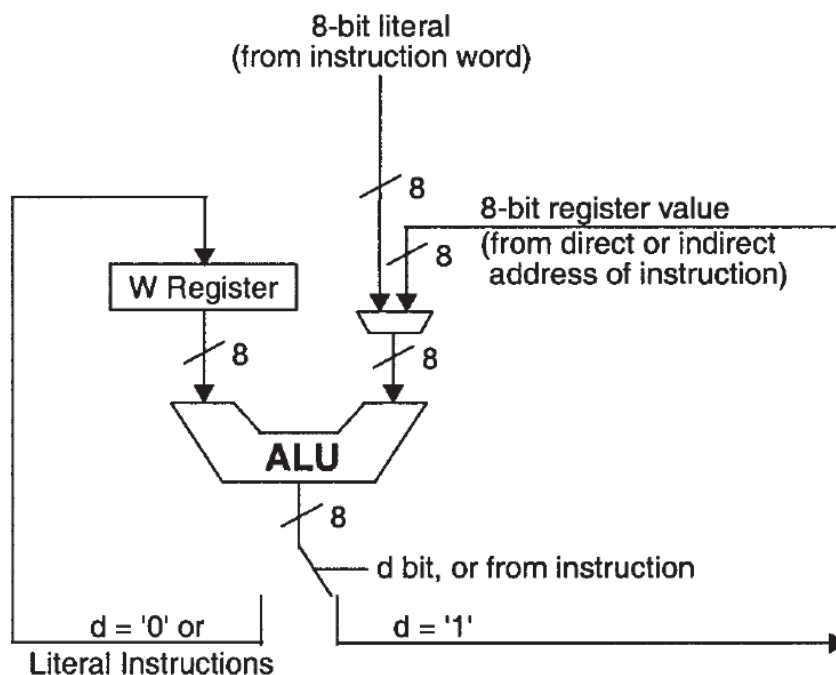 8-bit literal
(from instruction word)
8
8-bit register value
8
(from direct or indirect
address of instruction)
W Register
8
8
ALU
8
d bit, or from instruction
d = '0' or
d = '1'
Literal Instructions